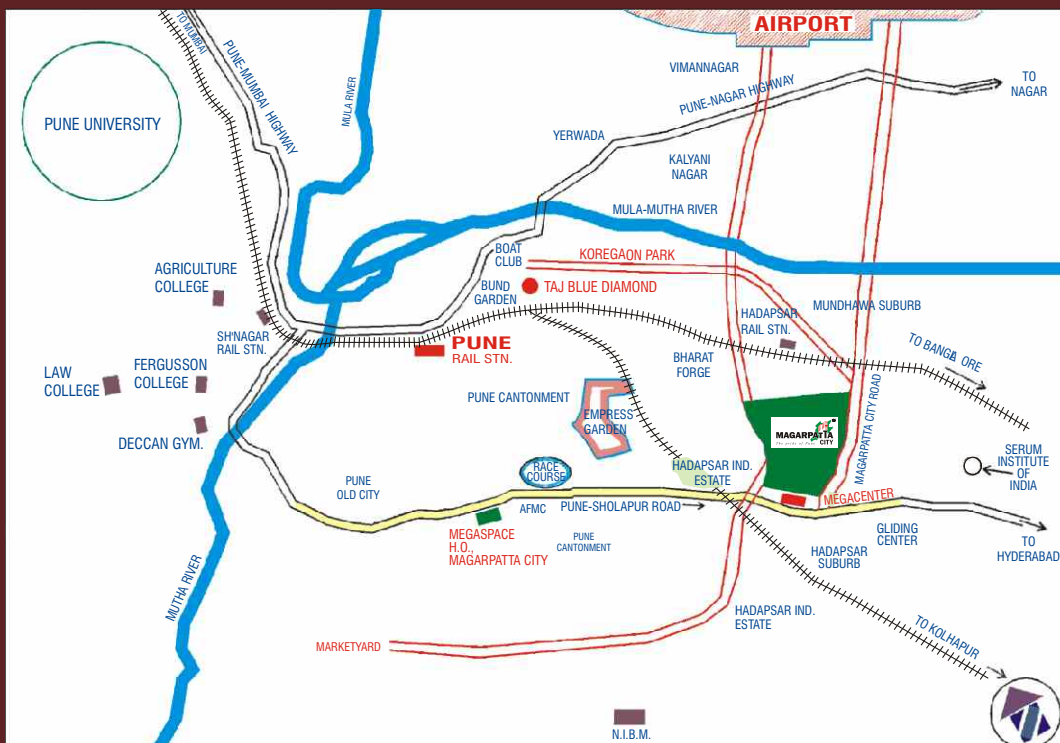 AIRPORT
TO MUMBAI
PUNE-MUMBAI HIGHWAY
MULA RIVER
VIMANNAGAR
PUNE-NAGAR HIGHWAY
TO
NAGAR
PUNE UNIVERSITY
YERWADA
KALYANI
NAGAR
MULA-MUTHA RIVER
BOAT
CLUB
KOREGAON PARK
AGRICULTURE
COLLEGE
BUND
GARDEN
TAJ BLUE DIAMOND
HADAPSAR
RAIL STN.
MUNDHAWA SUBURB
SH'NAGAR
RAIL STN.
PUNE
RAIL STN.
TO BANGLORE
LAW
COLLEGE
FERGUSSON
COLLEGE
BHARAT
FORGE
PUNE CANTONMENT
EMPRESS
GARDEN
MAGARPATTA
CITY
MAGARPATTA CITY ROAD
DECCAN GYM.
SERUM
INSTITUTE
OF
INDIA
PUNE
OLD CITY
RACE
COURSE
HADAPSAR IND.
ESTATE
MEGACENTER
AFMC
PUNE-SHOLAPUR ROAD
MEGASPACE
H.O.,
MAGARPATTA CITY
PUNE
CANTONMENT
GLIDING
CENTER
HADAPSAR
SUBURB
TO
HYDERABAD
MUTHA RIVER
HADAPSAR IND.
ESTATE
TO KOLHAPUR
MARKETYARD
N.I.B.M.